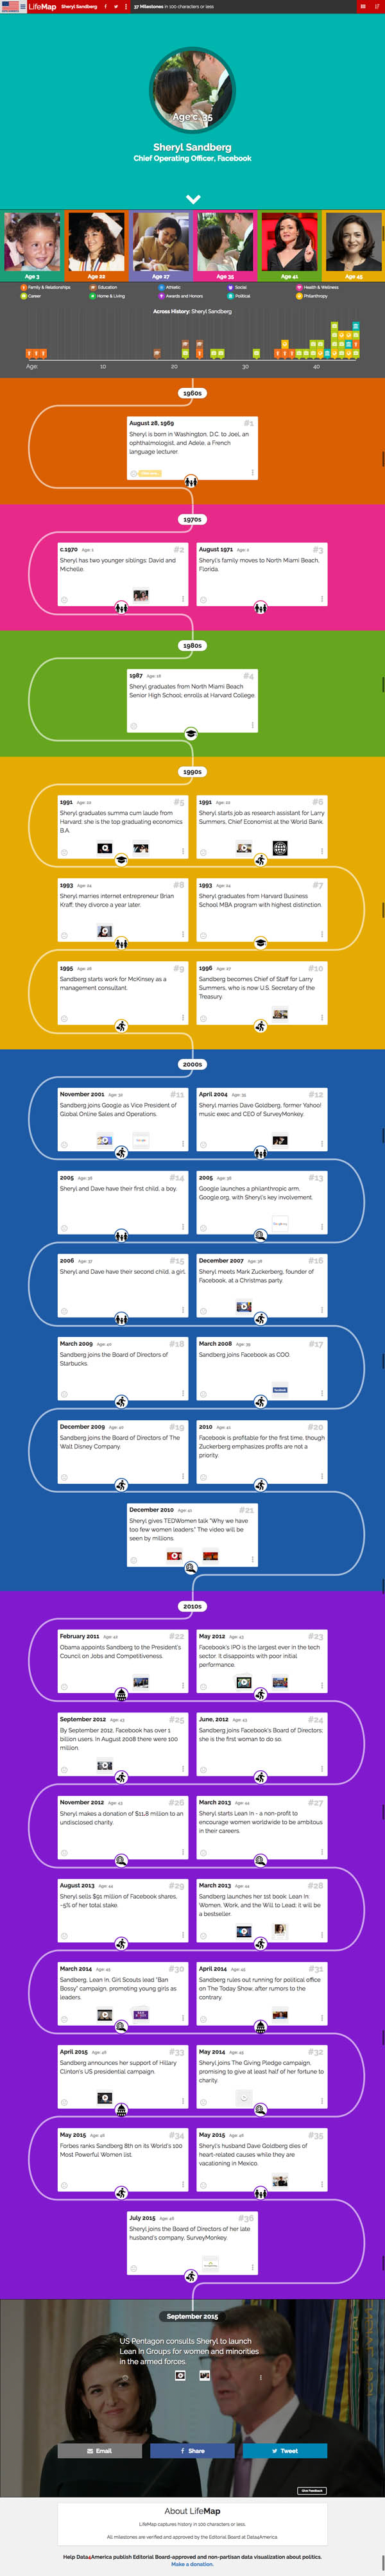 LifeMap Sheryl Sandberg 37 Milestones in 100 characters or less
Age c. 35
Sheryl Sandberg
Chief Operating Officer, Facebook
Age 3 Age 22 Age 27 Age 35 Age 41 Age 45
Family & Relationships Education Athletic Social Health & Wellness
Career Home & Living Awards and Honors Political Philanthropy
Across History: Sheryl Sandberg
Age: 10 20 30 40
1960s
August 28, 1969 #1
Sheryl is born in Washington, D.C. to Joel, an
ophthalmologist, and Adele, a French
language lecturer.
1970s
c.1970 Age: 1 #2
Sheryl has two younger siblings: David and
Michelle.
August 1971 Age: 2 #3
Sheryl's family moves to North Miami Beach,
Florida.
1980s
1987 Age: 18 #4
Sheryl graduates from North Miami Beach
Senior High School; enrolls at Harvard College.
1990s
1991 Age: 22 #5
Sheryl graduates summa cum laude from
Harvard: she is the top graduating economics
B.A.
1991 Age: 22 #6
Sheryl starts job as research assistant for Larry
Summers, Chief Economist at the World Bank.
1993 Age: 24 #8
Sheryl marries internet entrepreneur Brian
Kraff; they divorce a year later.
1993 Age: 24 #7
Sheryl graduates from Harvard Business
School MBA program with highest distinction.
1995 Age: 26 #9
Sandberg starts work for McKinsey as a
management consultant.
1996 Age: 27 #10
Sandberg becomes Chief of Staff for Larry
Summers, who is now U.S. Secretary of the
Treasury.
2000s
November 2001 Age: 32 #11
Sandberg joins Google as Vice President of
Global Online Sales and Operations.
April 2004 Age: 35 #12
Sheryl marries Dave Goldberg, former Yahoo!
music exec and CEO of SurveyMonkey.
2005 Age: 36 #14
Sheryl and Dave have their first child, a boy.
2005 Age: 36 #13
Google launches a philanthropic arm,
Google.org, with Sheryl's key involvement.
2006 Age: 37 #15
Sheryl and Dave have their second child, a girl.
December 2007 Age: 38 #16
Sheryl meets Mark Zuckerberg, founder of
Facebook, at a Christmas party.
March 2009 Age: 40 #18
Sandberg joins the Board of Directors of
Starbucks.
March 2008 Age: 39 #17
Sandberg joins Facebook as COO.
facebook
December 2009 Age: 40 #19
Sandberg joins the Board of Directors of The
Walt Disney Company.
2010 Age: 41 #20
Facebook is profitable for the first time, though
Zuckerberg emphasizes profits are not a
priority.
December 2010 Age: 41 #21
Sheryl gives TEDWomen talk "Why we have
too few women leaders." The video will be
seen by millions.
2010s
February 2011 Age: 42 #22
Obama appoints Sandberg to the President's
Council on Jobs and Competitiveness.
May 2012 Age: 43 #23
Facebook's IPO is the largest ever in the tech
sector. It disappoints with poor initial
performance.
September 2012 Age: 43 #25
By September 2012, Facebook has over 1
billion users. In August 2008 there were 100
million.
June, 2012 Age: 43 #24
Sandberg joins Facebook's Board of Directors;
she is the first woman to do so.
November 2012 Age: 43 #26
Sheryl makes a donation of $11.8 million to an
undisclosed charity.
March 2013 Age: 44 #27
Sheryl starts Lean In - a non-profit to
encourage women worldwide to be ambitious
in their careers.
August 2013 Age: 44 #29
Sheryl sells $91 million of Facebook shares,
~5% of her total stake.
March 2013 Age: 44 #28
Sandberg launches her 1st book, Lean In:
Women, Work, and the Will to Lead; it will be
a bestseller.
March 2014 Age: 45 #30
Sandberg, Lean In, Girl Scouts lead "Ban
Bossy" campaign, promoting young girls as
leaders.
April 2014 Age: 45 #31
Sandberg rules out running for political office
on The Today Show, after rumors to the
contrary.
April 2015 Age: 46 #33
Sandberg announces her support of Hillary
Clinton's US presidential campaign.
May 2014 Age: 45 #32
Sheryl joins The Giving Pledge campaign,
promising to give at least half of her fortune to
charity.
May 2015 Age: 46 #34
Forbes ranks Sandberg 8th on its World's 100
Most Powerful Women list.
May 2015 Age: 46 #35
Sheryl's husband Dave Goldberg dies of
heart-related causes while they are
vacationing in Mexico.
July 2015 Age: 46 #36
Sheryl joins the Board of Directors of her late
husband's company, SurveyMonkey.
September 2015
US Pentagon consults Sheryl to launch
Lean In Groups for women and minorities
in the armed forces.
Email Share Tweet
Give Feedback
About LifeMap
LifeMap captures history in 100 characters or less.
All milestones are verified and approved by the Editorial Board at Data4America
Help Data4America publish Editorial Board-approved and non-partisan data visualization about politics.
Make a donation.